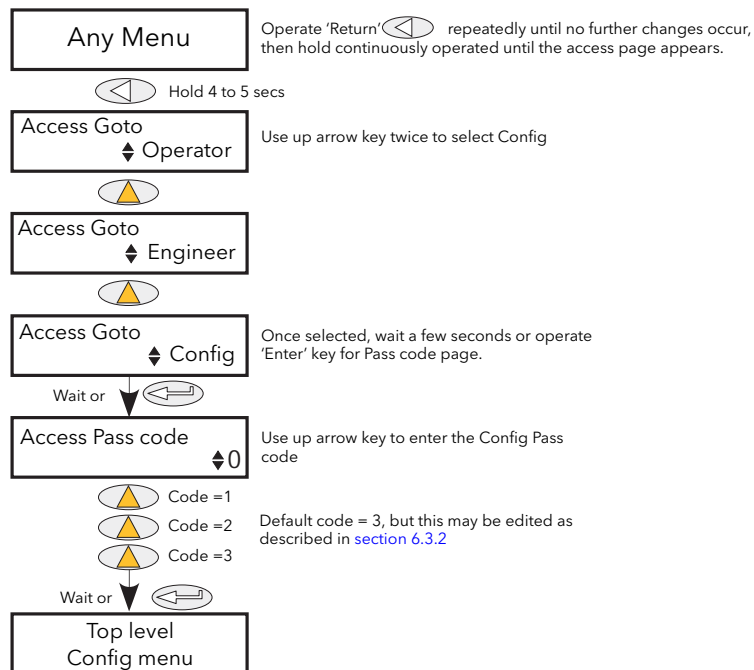 Any Menu
Operate ‘Return’ repeatedly until no further changes occur,
then hold continuously operated until the access page appears.
Hold 4 to 5 secs
Access Goto
Operator
Use up arrow key twice to select Config
Access Goto
Engineer
Access Goto
Config
Once selected, wait a few seconds or operate
‘Enter’ key for Pass code page.
Wait or
Access Pass code
0
Use up arrow key to enter the Config Pass
code
Code =1
Code =2
Code =3
Default code = 3, but this may be edited as
described in section 6.3.2
Wait or
Top level
Config menu